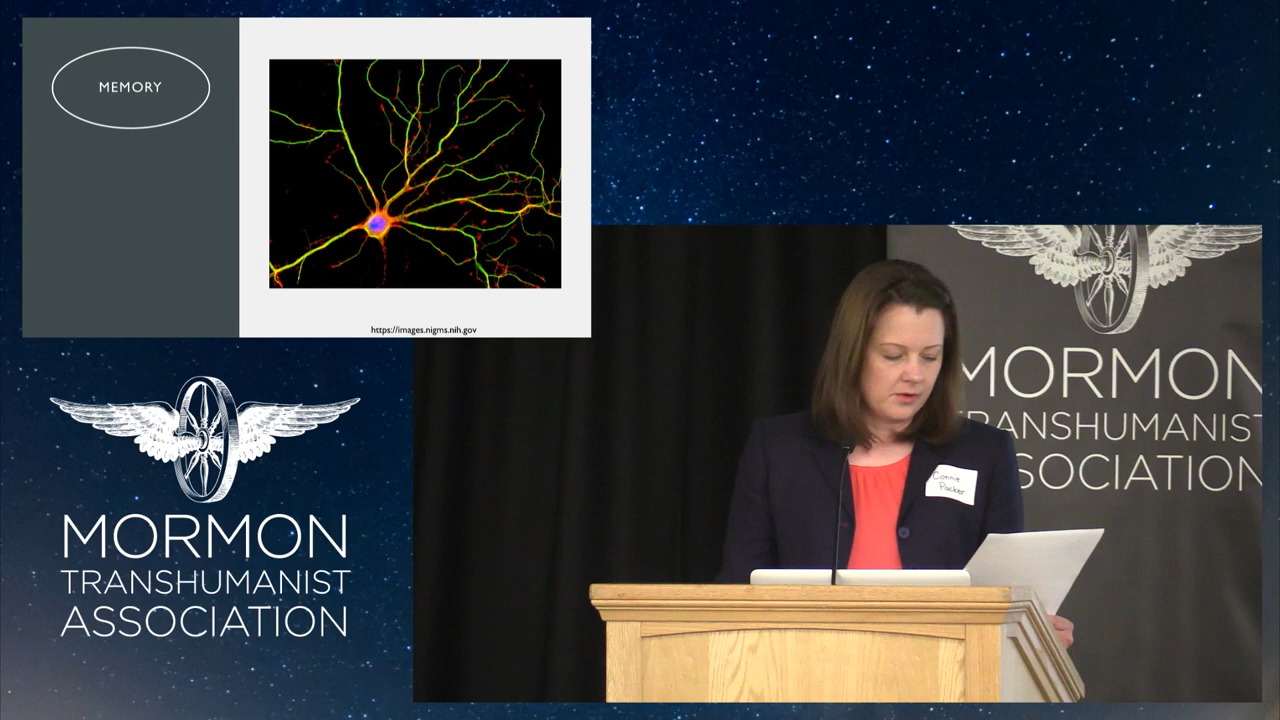 MEMORY
https://images.nigms.nih.gov
MORMON
TRANSHUMANIST
ASSOCIATION
Connie
Packer
MORMON
TRANSHUMANIST
ASSOCIATION